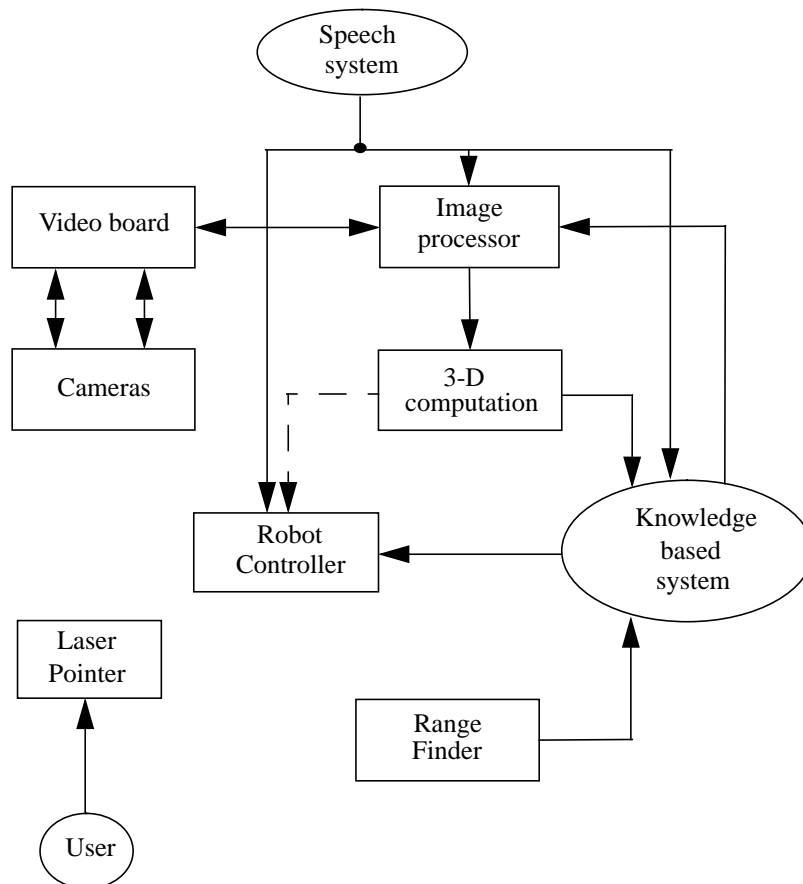 Speech
system
Video board
Image
processor
Cameras
3-D
computation
Robot
Controller
Knowledge
based
system
Laser
Pointer
Range
Finder
User